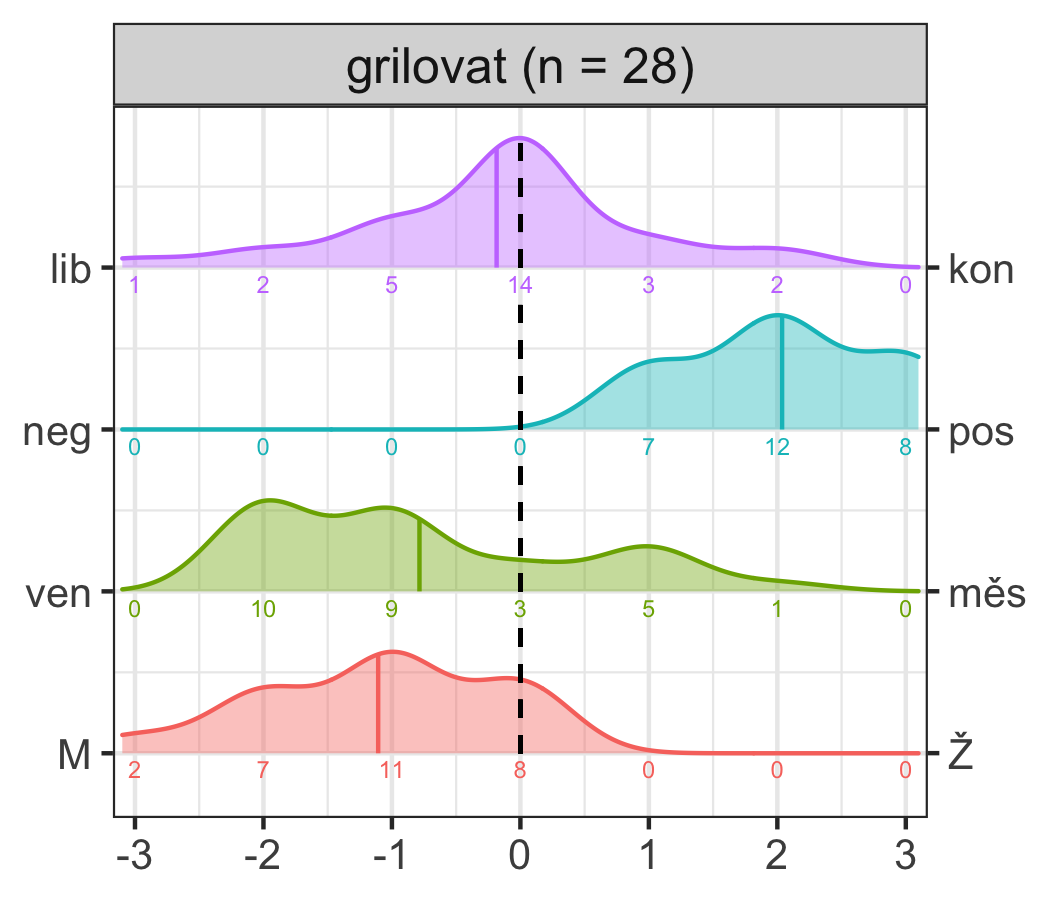 grilovat (n = 28)
lib kon
1 2 5 14 3 2 0
neg pos
0 0 0 0 7 12 8
ven měs
0 10 9 3 5 1 0
M Ž
2 7 11 8 0 0 0
-3 -2 -1 0 1 2 3